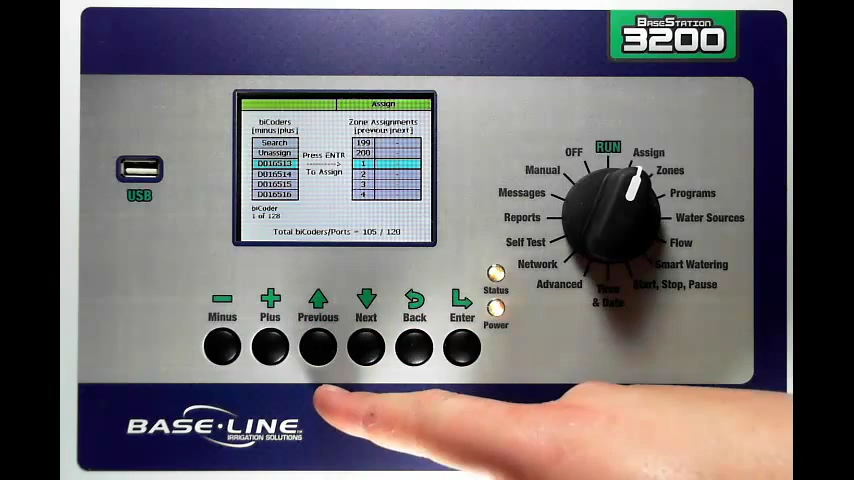 BASESTATION
3200
Assign
biCoders
[minus|plus]
Zone Assignments
[previous|next]
Search
Unassign
D016513
D016514
D016515
D016516
Press ENTR
---------->
To Assign
199 -
200 -
1 -
2 -
3 -
4 -
biCoder
1 of 128
Total biCoders/Ports = 105 / 128
USB
OFF
RUN
Assign
Manual
Zones
Messages
Programs
Reports
Water Sources
Self Test
Flow
Network
Smart Watering
Advanced
Time
& Date
Start, Stop, Pause
Status
Power
Minus
Plus
Previous
Next
Back
Enter
BASE·LINE
IRRIGATION SOLUTIONS